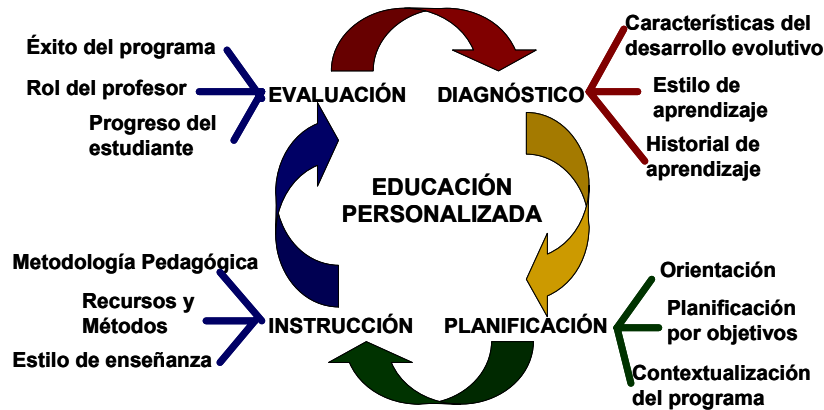 Éxito del programa
Rol del profesor
Progreso del
estudiante
EVALUACIÓN
DIAGNÓSTICO
Características del
desarrollo evolutivo
Estilo de
aprendizaje
Historial de
aprendizaje
EDUCACIÓN
PERSONALIZADA
Metodología Pedagógica
Recursos y
Métodos
Estilo de enseñanza
INSTRUCCIÓN
PLANIFICACIÓN
Orientación
Planificación
por objetivos
Contextualización
del programa